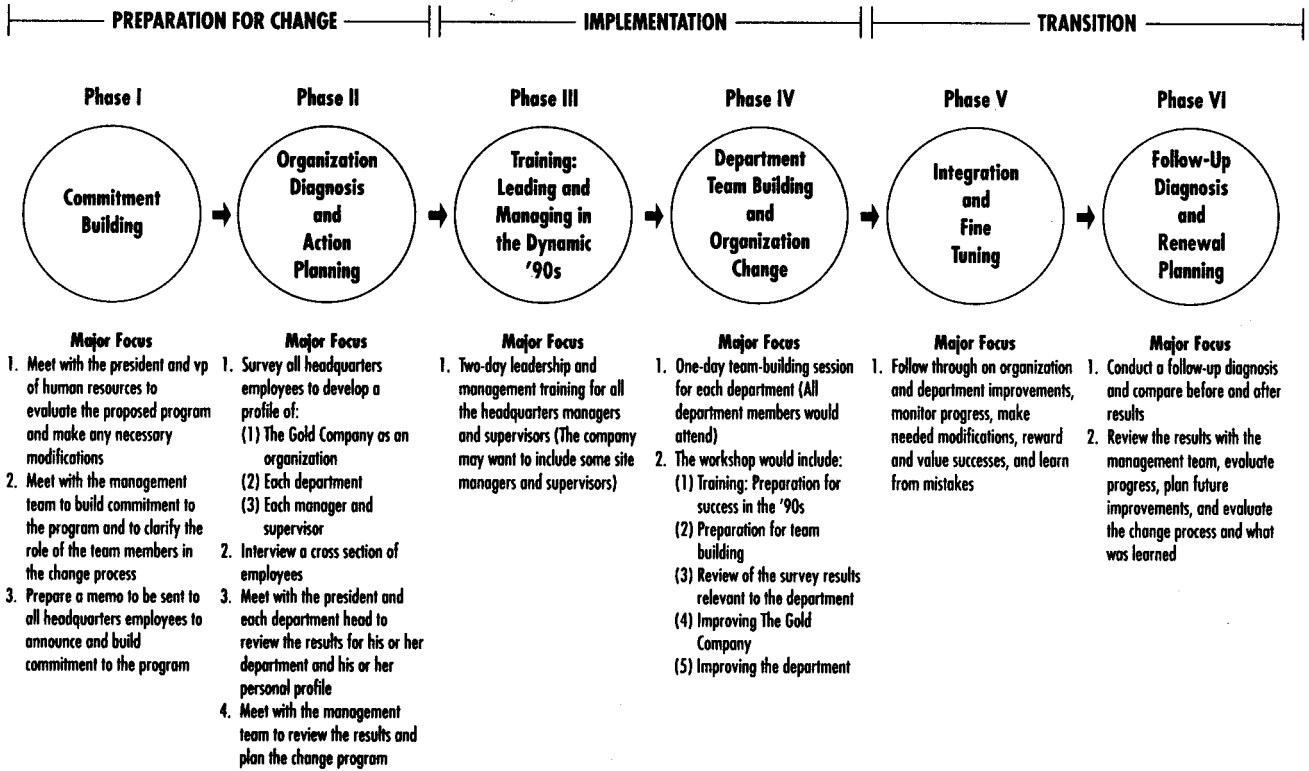 PREPARATION FOR CHANGE
IMPLEMENTATION
TRANSITION
Phase I
Commitment
Building
Major Focus
1. Meet with the president and vp
of human resources to
evaluate the proposed program
and make any necessary
modifications
2. Meet with the management
team to build commitment to
the program and to clarify the
role of the team members in
the change process
3. Prepare a memo to be sent to
all headquarters employees to
announce and build
commitment to the program
Phase II
Organization
Diagnosis
and
Action
Planning
Major Focus
1. Survey all headquarters
employees to develop a
profile of:
(1) The Gold Company as an
organization
(2) Each department
(3) Each manager and
supervisor
2. Interview a cross section of
employees
3. Meet with the president and
each department head to
review the results for his or her
department and his or her
personal profile
4. Meet with the management
team to review the results and
plan the change program
Phase III
Training:
Leading and
Managing in
the Dynamic
'90s
Major Focus
1. Two-day leadership and
management training for all
the headquarters managers
and supervisors (The company
may want to include some site
managers and supervisors)
Phase IV
Department
Team Building
and
Organization
Change
Major Focus
1. One-day team-building session
for each department (All
department members would
attend)
2. The workshop would include:
(1) Training: Preparation for
success in the '90s
(2) Preparation for team
building
(3) Review of the survey results
relevant to the department
(4) Improving The Gold
Company
(5) Improving the department
Phase V
Integration
and
Fine
Tuning
Major Focus
1. Follow through on organization
and department improvements,
monitor progress, make
needed modifications, reward
and value successes, and learn
from mistakes
Phase VI
Follow-Up
Diagnosis
and
Renewal
Planning
Major Focus
1. Conduct a follow-up diagnosis
and compare before and after
results
2. Review the results with the
management team, evaluate
progress, plan future
improvements, and evaluate
the change process and what
was learned